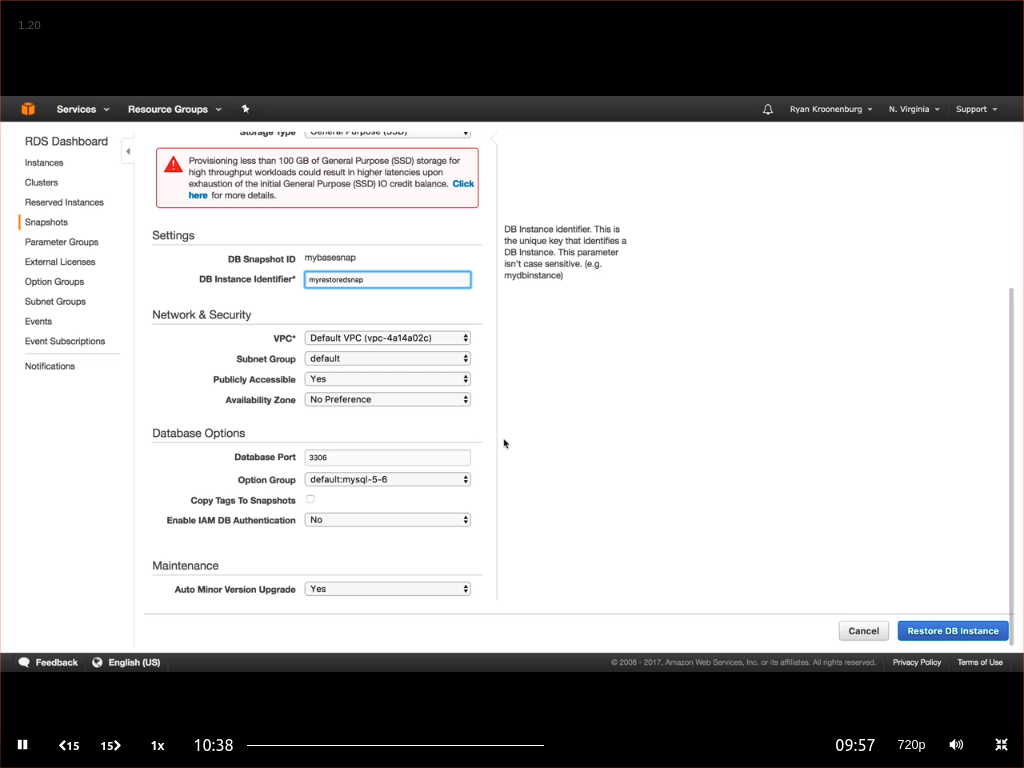 1.20
Services
Resource Groups
Ryan Kroonenburg
N. Virginia
Support
RDS Dashboard
Instances
Clusters
Reserved Instances
Snapshots
Parameter Groups
External Licenses
Option Groups
Subnet Groups
Events
Event Subscriptions
Notifications
Storage Type General Purpose (SSD)
Provisioning less than 100 GB of General Purpose (SSD) storage for
high throughput workloads could result in higher latencies upon
exhaustion of the initial General Purpose (SSD) IO credit balance. Click
here for more details.
Settings
DB Snapshot ID mybasesnap
DB Instance Identifier* myrestoredsnap
Network & Security
VPC* Default VPC (vpc-4a14a02c)
Subnet Group default
Publicly Accessible Yes
Availability Zone No Preference
Database Options
Database Port 3306
Option Group default:mysql-5-6
Copy Tags To Snapshots
Enable IAM DB Authentication No
Maintenance
Auto Minor Version Upgrade Yes
DB Instance identifier. This is
the unique key that identifies a
DB Instance. This parameter
isn't case sensitive. (e.g.
mydbinstance)
Cancel
Restore DB Instance
Feedback
English (US)
© 2008 - 2017, Amazon Web Services, Inc. or its affiliates. All rights reserved.
Privacy Policy
Terms of Use
15
15
1x
10:38
09:57
720p